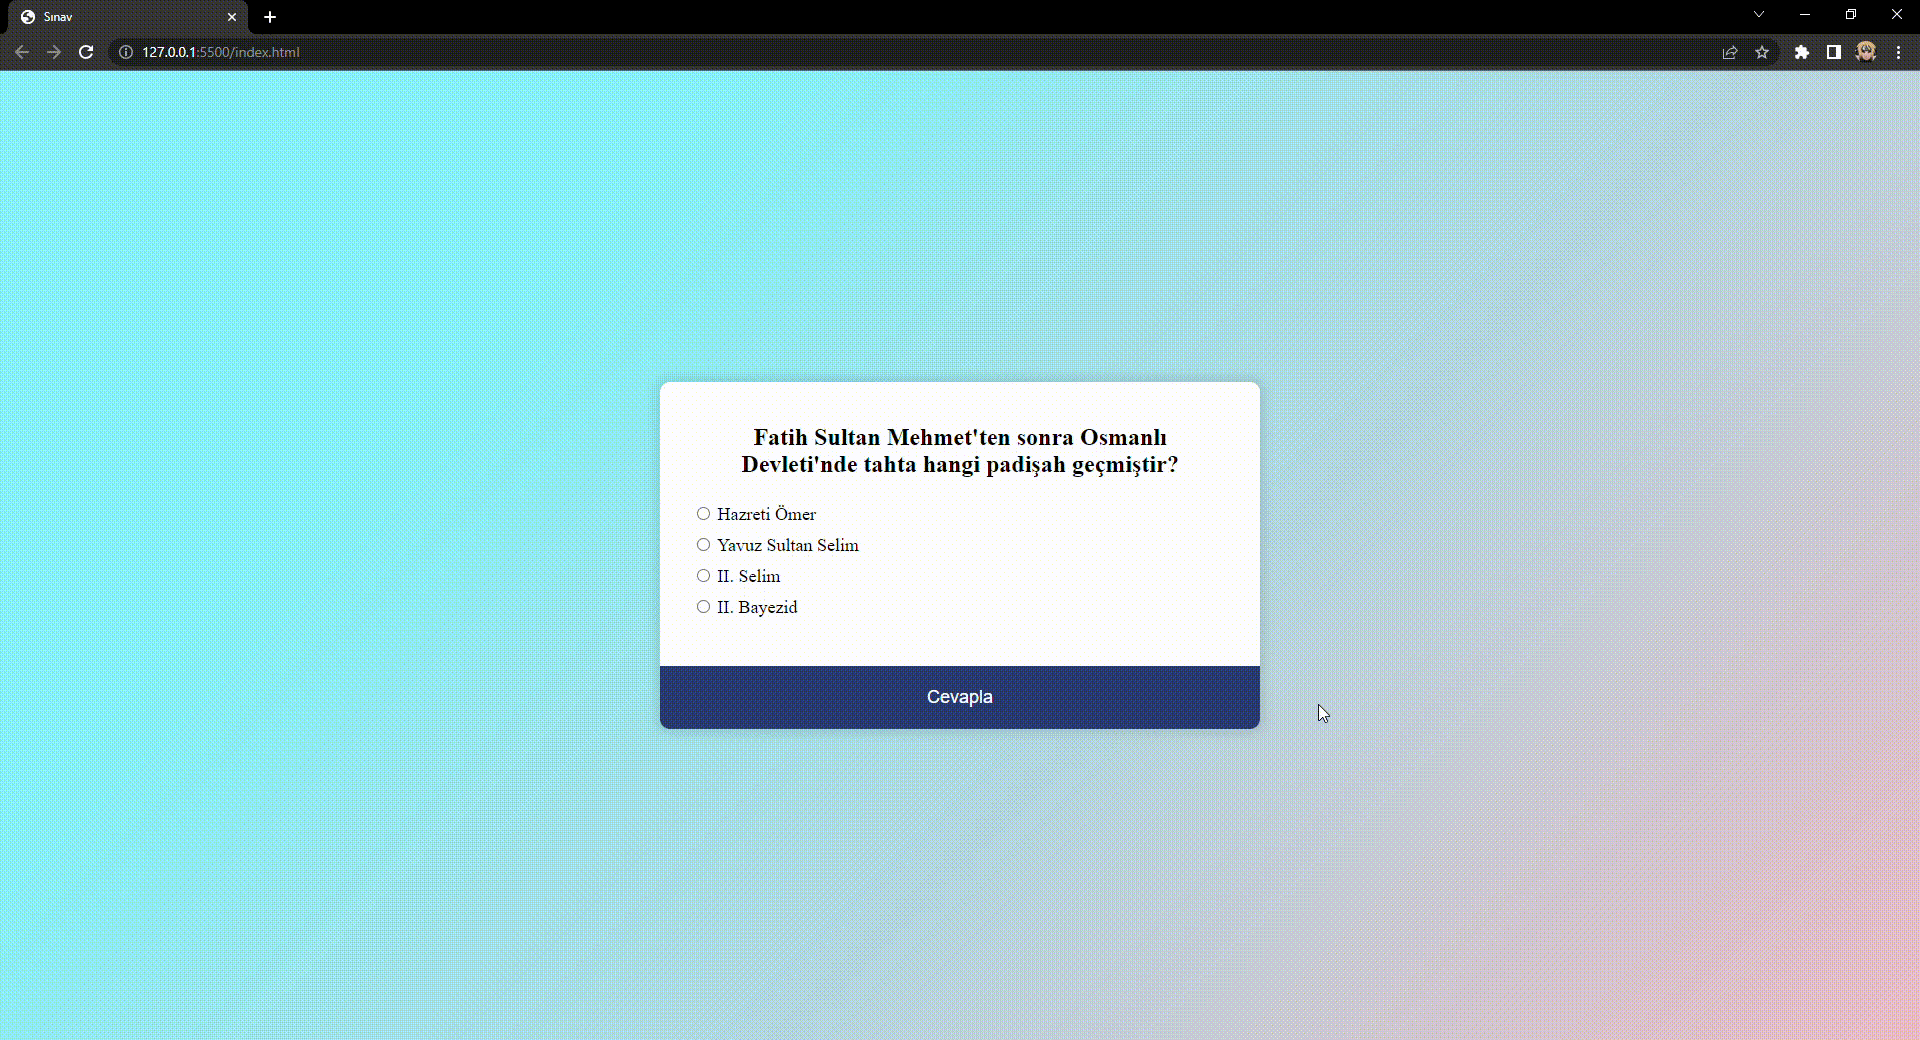 Sınav
127.0.0.1:5500/index.html
Fatih Sultan Mehmet'ten sonra Osmanlı
Devleti'nde tahta hangi padişah geçmiştir?
Hazreti Ömer
Yavuz Sultan Selim
II. Selim
II. Bayezid
Cevapla